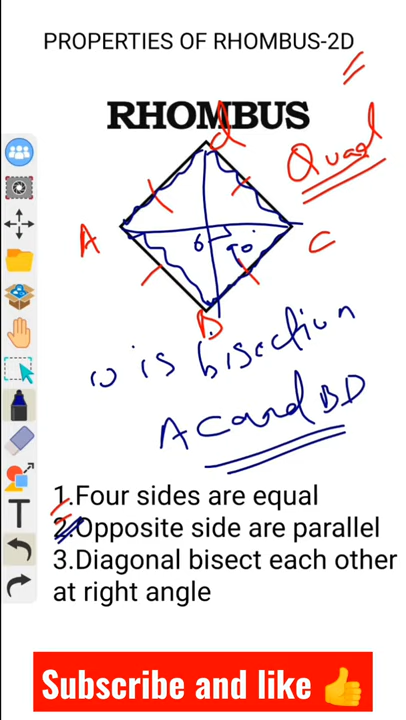 PROPERTIES OF RHOMBUS-2D
RHOMBUS
d
Quad
A
C
B
is bisection
A C and BD
1.Four sides are equal
2.Opposite side are parallel
3.Diagonal bisect each other
at right angle
T
Subscribe and like 👍